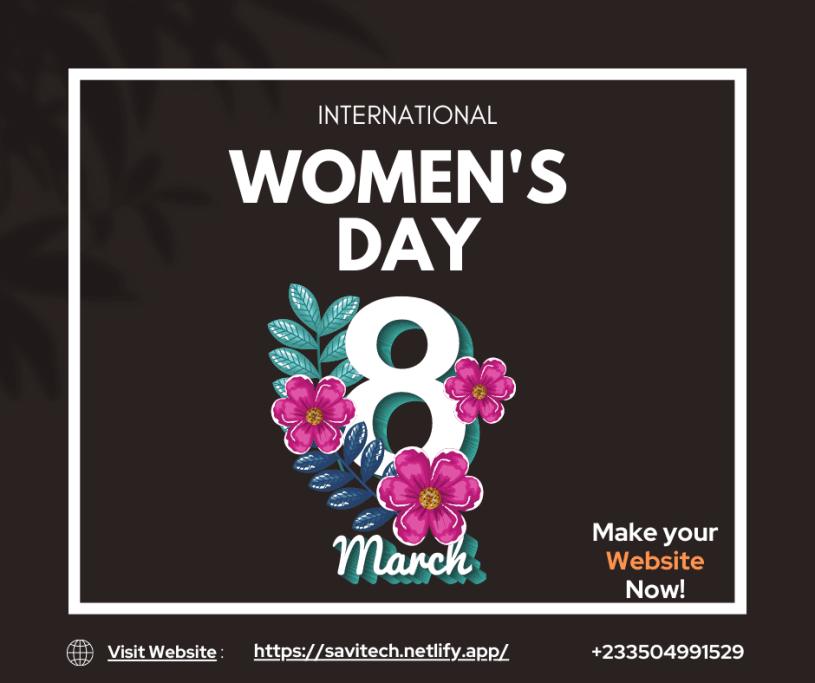 INTERNATIONAL
WOMEN'S
DAY
8
March
Make your
Website
Now!
Visit Website : https://savitech.netlify.app/ +233504991529